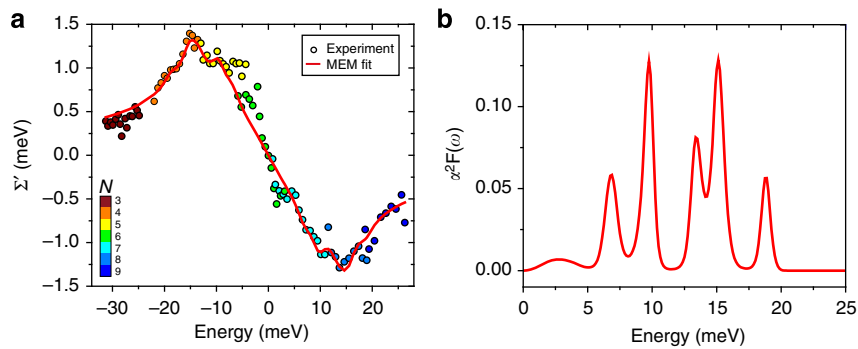 a
Σ′ (meV)
1.5
1.0
0.5
0.0
−0.5
−1.0
−1.5
Experiment
MEM fit
N
3
4
5
6
7
8
9
−30 −20 −10 0 10 20
Energy (meV)
b
α²F(ω)
0.15
0.10
0.05
0.00
0 5 10 15 20 25
Energy (meV)